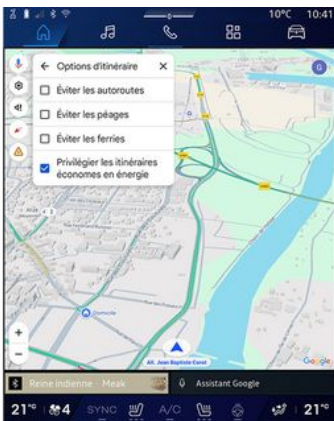 10°C 10:41
← Options d'itinéraire ×
G
Éviter les autoroutes
Éviter les péages
Éviter les ferries
Privilégier les itinéraires
économes en énergie
Domicile
+
−
All. Jean Baptiste Corot
Google
Reine indienne - Meak
Assistant Google
21°C 4 SYNC A/C 21°C